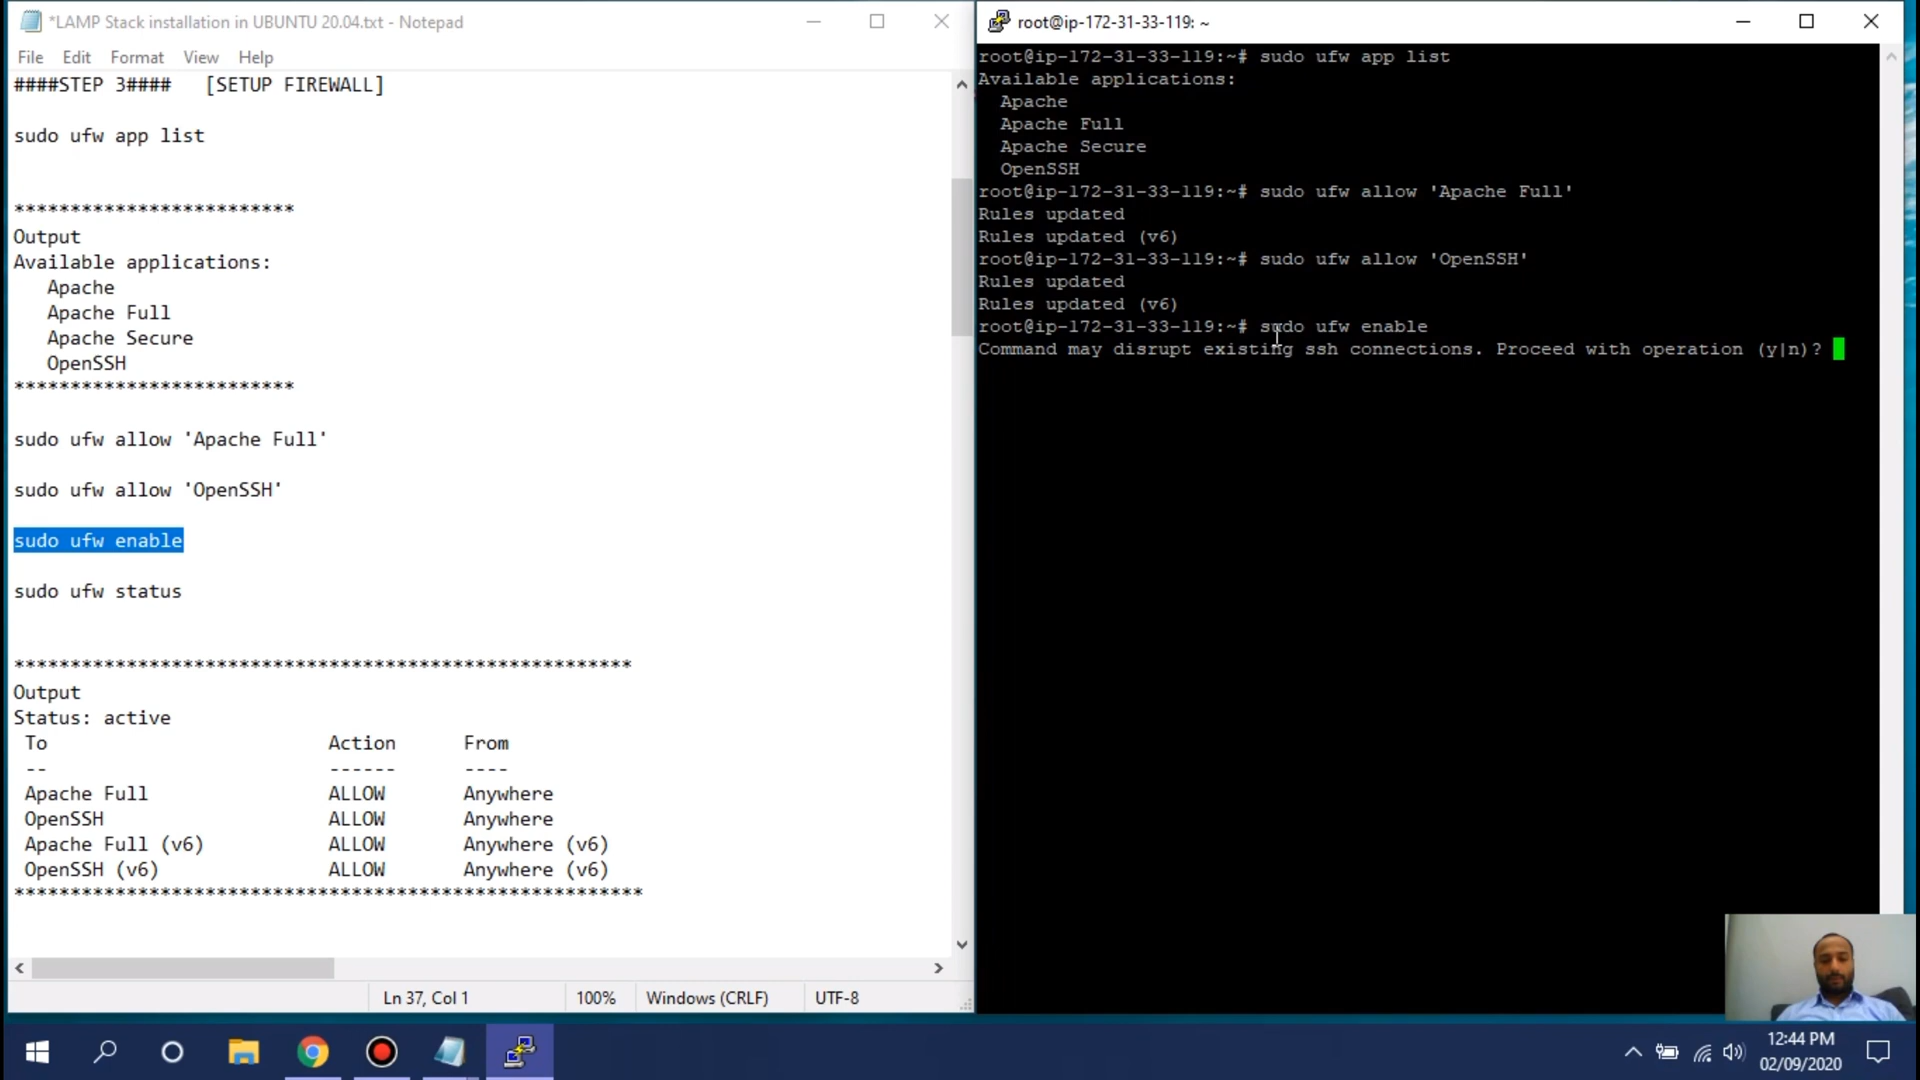 *LAMP Stack installation in UBUNTU 20.04.txt - Notepad
File Edit Format View Help
####STEP 3#### [SETUP FIREWALL]
sudo ufw app list
*************************
Output
Available applications:
Apache
Apache Full
Apache Secure
OpenSSH
*************************
sudo ufw allow 'Apache Full'
sudo ufw allow 'OpenSSH'
sudo ufw enable
sudo ufw status
*******************************************************
Output
Status: active
To Action From
-- ------ ----
Apache Full ALLOW Anywhere
OpenSSH ALLOW Anywhere
Apache Full (v6) ALLOW Anywhere (v6)
OpenSSH (v6) ALLOW Anywhere (v6)
********************************************************
Ln 37, Col 1 100% Windows (CRLF) UTF-8
root@ip-172-31-33-119: ~
root@ip-172-31-33-119:~# sudo ufw app list
Available applications:
Apache
Apache Full
Apache Secure
OpenSSH
root@ip-172-31-33-119:~# sudo ufw allow 'Apache Full'
Rules updated
Rules updated (v6)
root@ip-172-31-33-119:~# sudo ufw allow 'OpenSSH'
Rules updated
Rules updated (v6)
root@ip-172-31-33-119:~# sudo ufw enable
Command may disrupt existing ssh connections. Proceed with operation (y|n)?
12:44 PM
02/09/2020